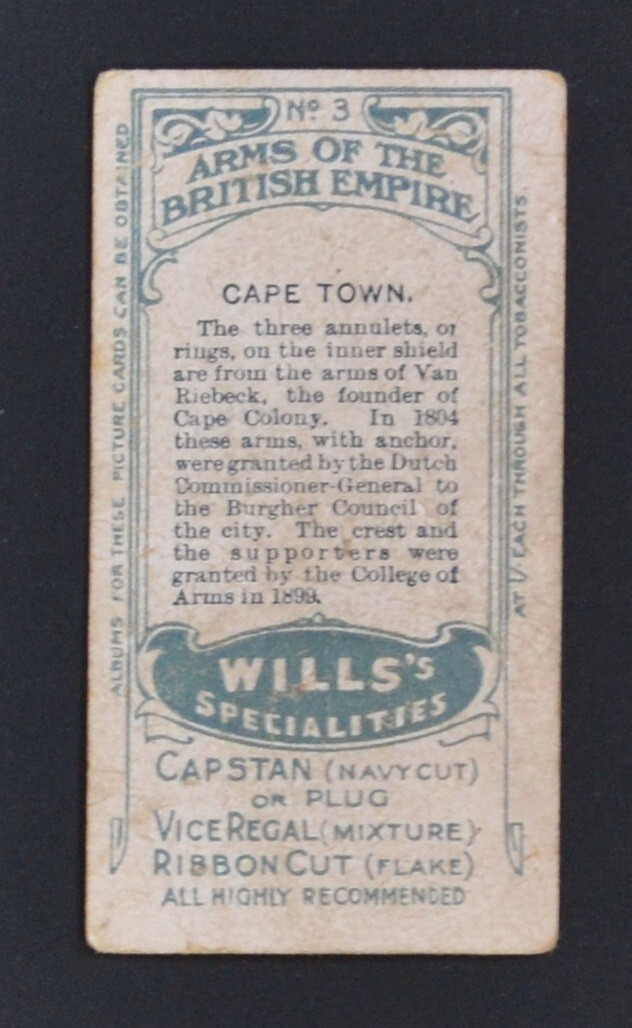 No 3
ARMS OF THE
BRITISH EMPIRE
CAPE TOWN.
The three annulets, or
rings, on the inner shield
are from the arms of Van
Riebeck, the founder of
Cape Colony. In 1804
these arms, with anchor,
were granted by the Dutch
Commissioner-General to
the Burgher Council of
the city. The crest and
the supporters were
granted by the College of
Arms in 1899.
WILLS'S
SPECIALITIES
CAPSTAN (NAVY CUT)
OR PLUG
VICE REGAL (MIXTURE)
RIBBON CUT (FLAKE)
ALL HIGHLY RECOMMENDED
ALBUMS FOR THESE PICTURE CARDS CAN BE OBTAINED
AT 1/- EACH THROUGH ALL TOBACCONISTS.